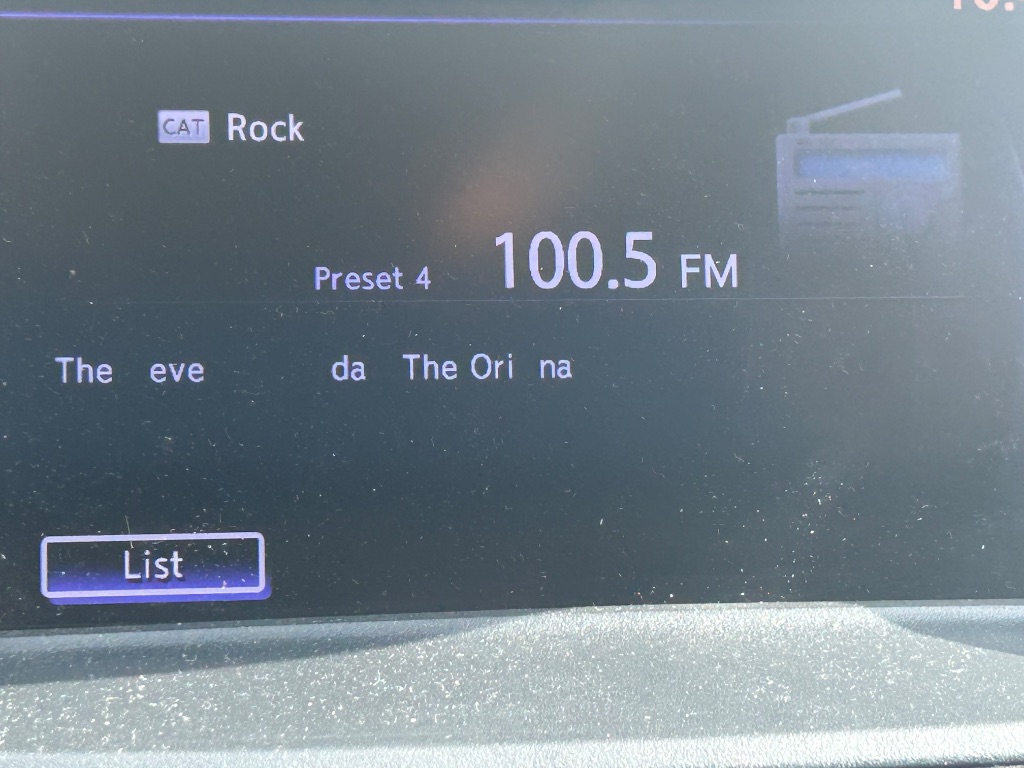 CAT Rock
Preset 4 100.5 FM
The eve da The Ori na
List